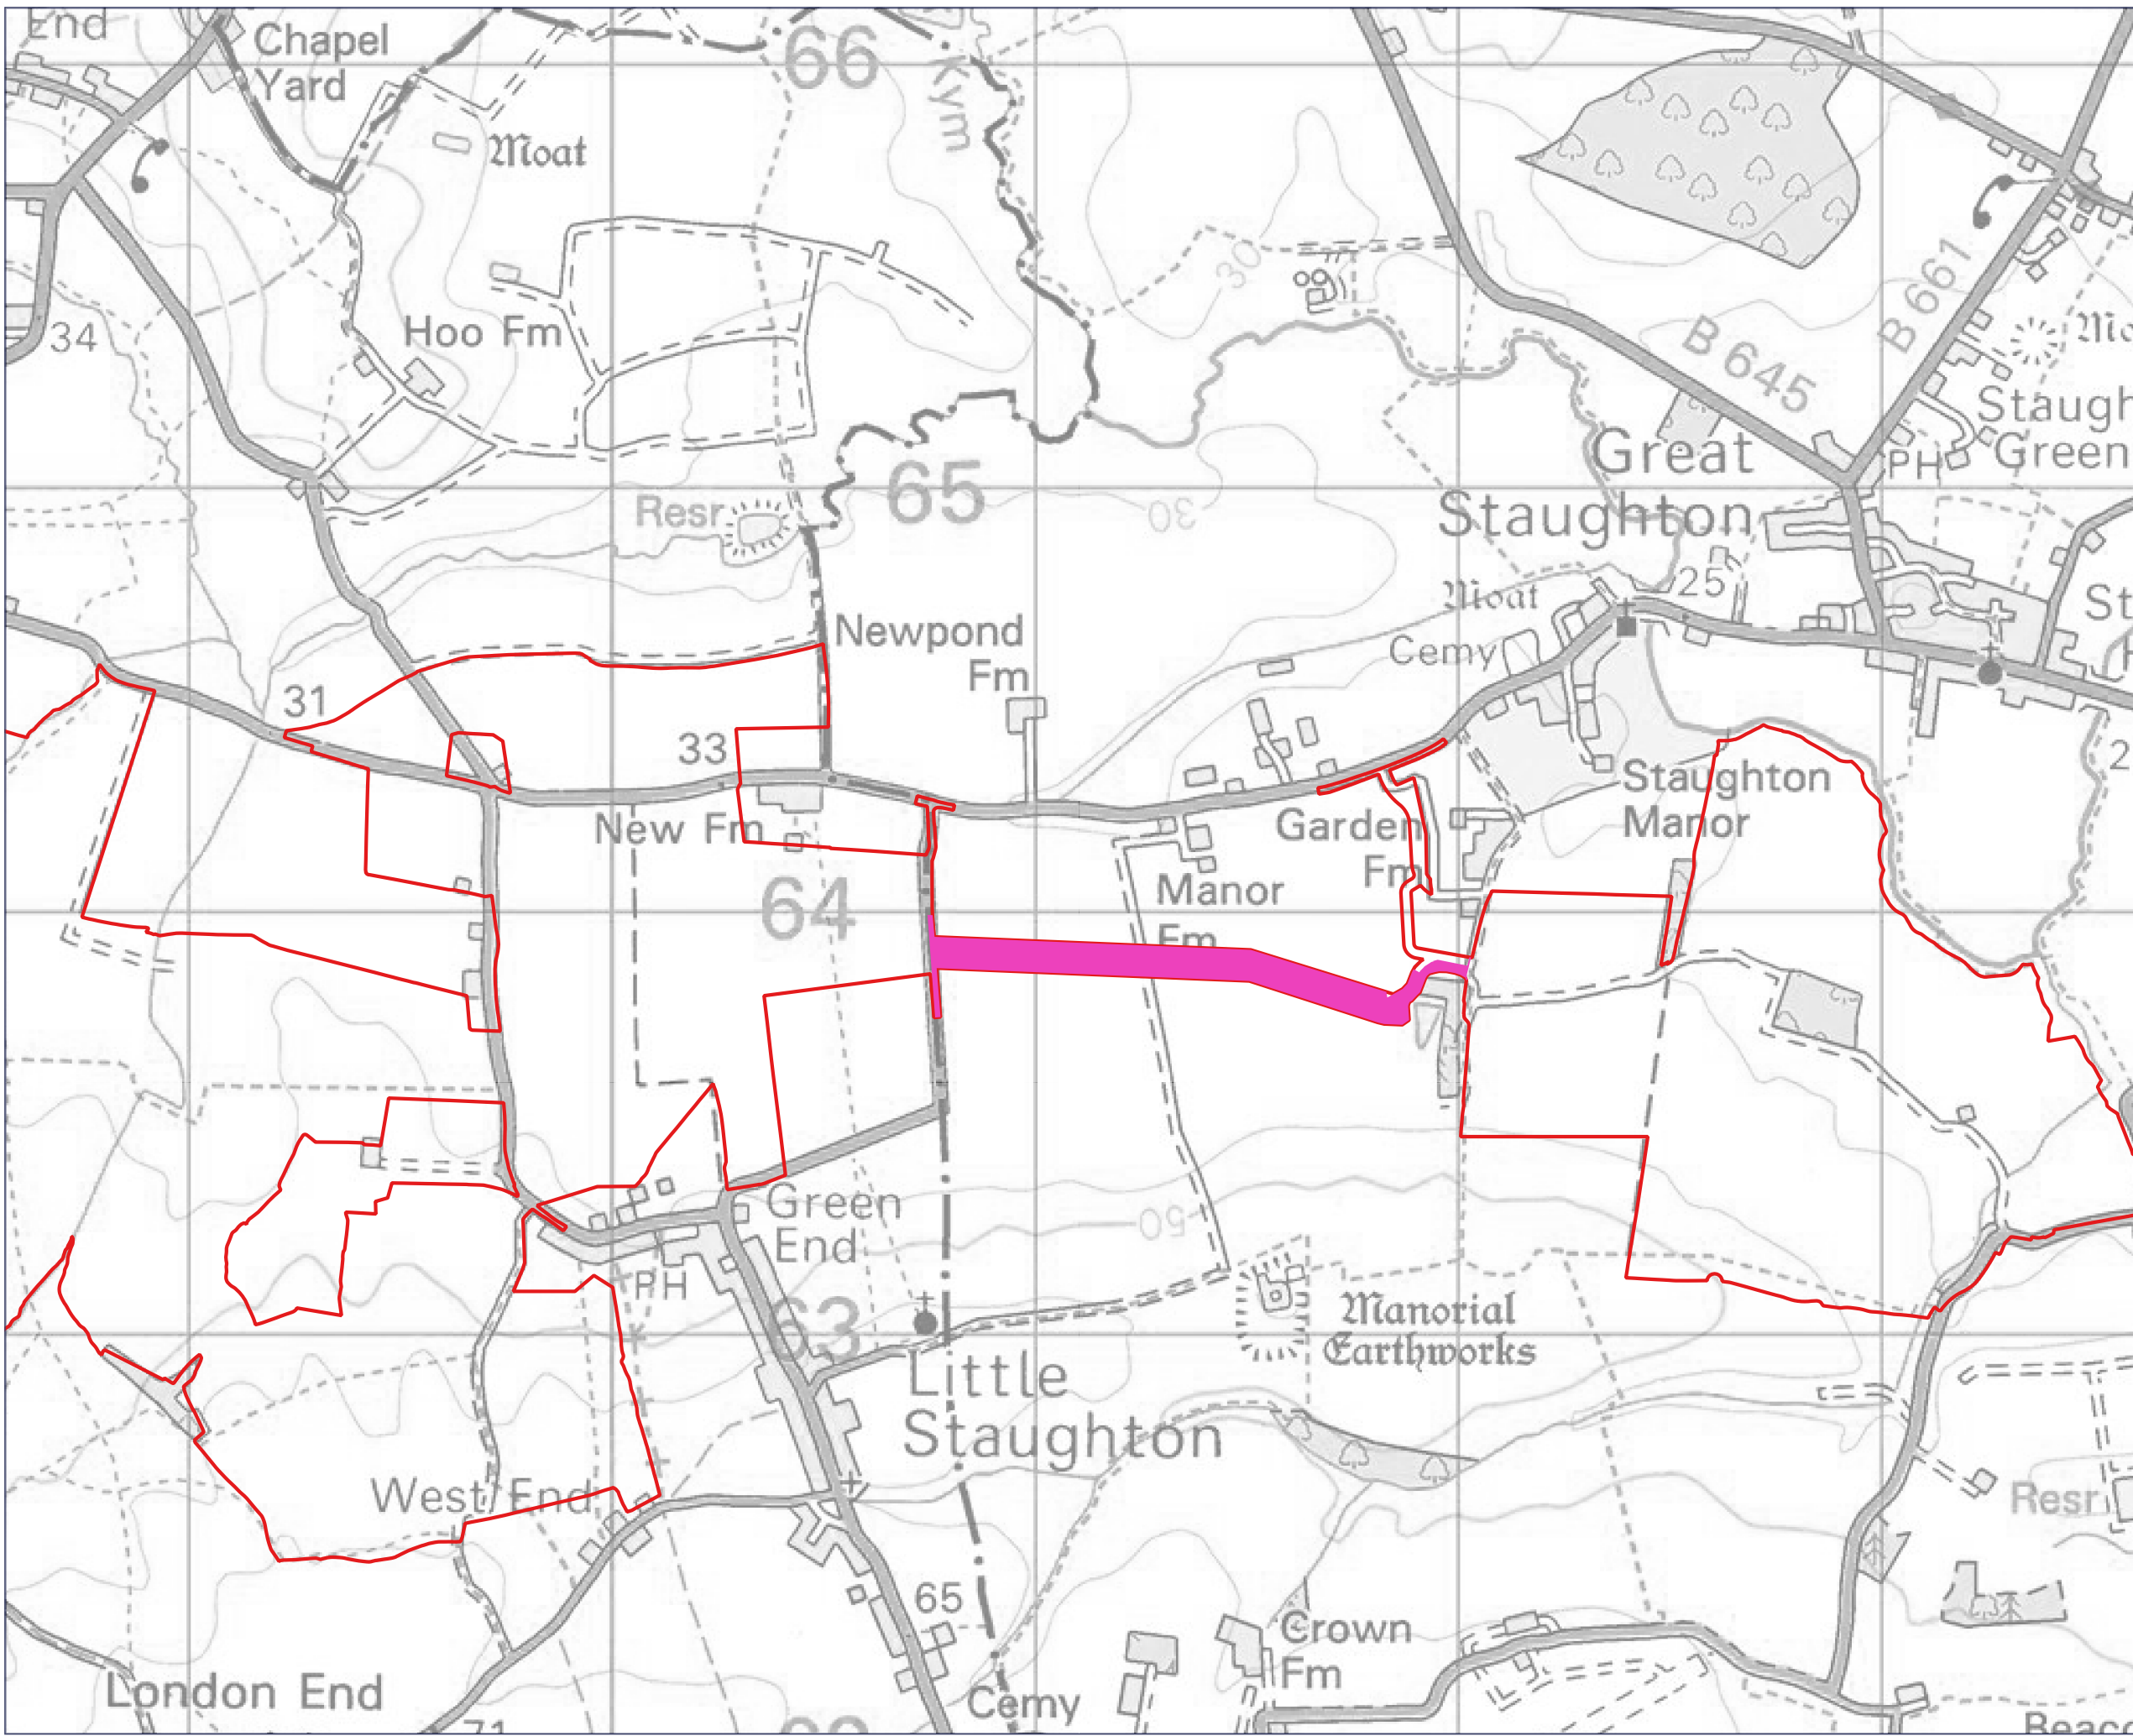 End
Chapel
Yard
66
Kym
Moat
34
Hoo Fm
30
B 661
B 645
Great
Staughton
PH
Green
Resr
65
30
Newpond
Fm
Moat
25
Cemy
31
33
New Fm
64
Manor
Fm
Garden
Fm
Staughton
Manor
2
Green
End
PH
50
63
Manorial
Earthworks
Little
Staughton
West End
65
Crown
Fm
Cemy
London End
71
Resr